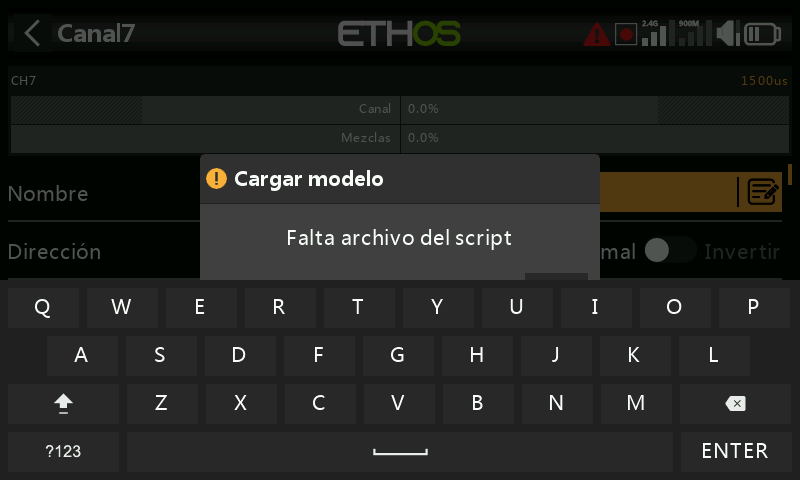 Canal7
ETHOS
2.4G
900M
CH7
1500us
Canal
0.0%
Mezclas
0.0%
Cargar modelo
Nombre
Falta archivo del script
Dirección
mal
Invertir
Q W E R T Y U I O P
A S D F G H J K L
Z X C V B N M
?123
ENTER